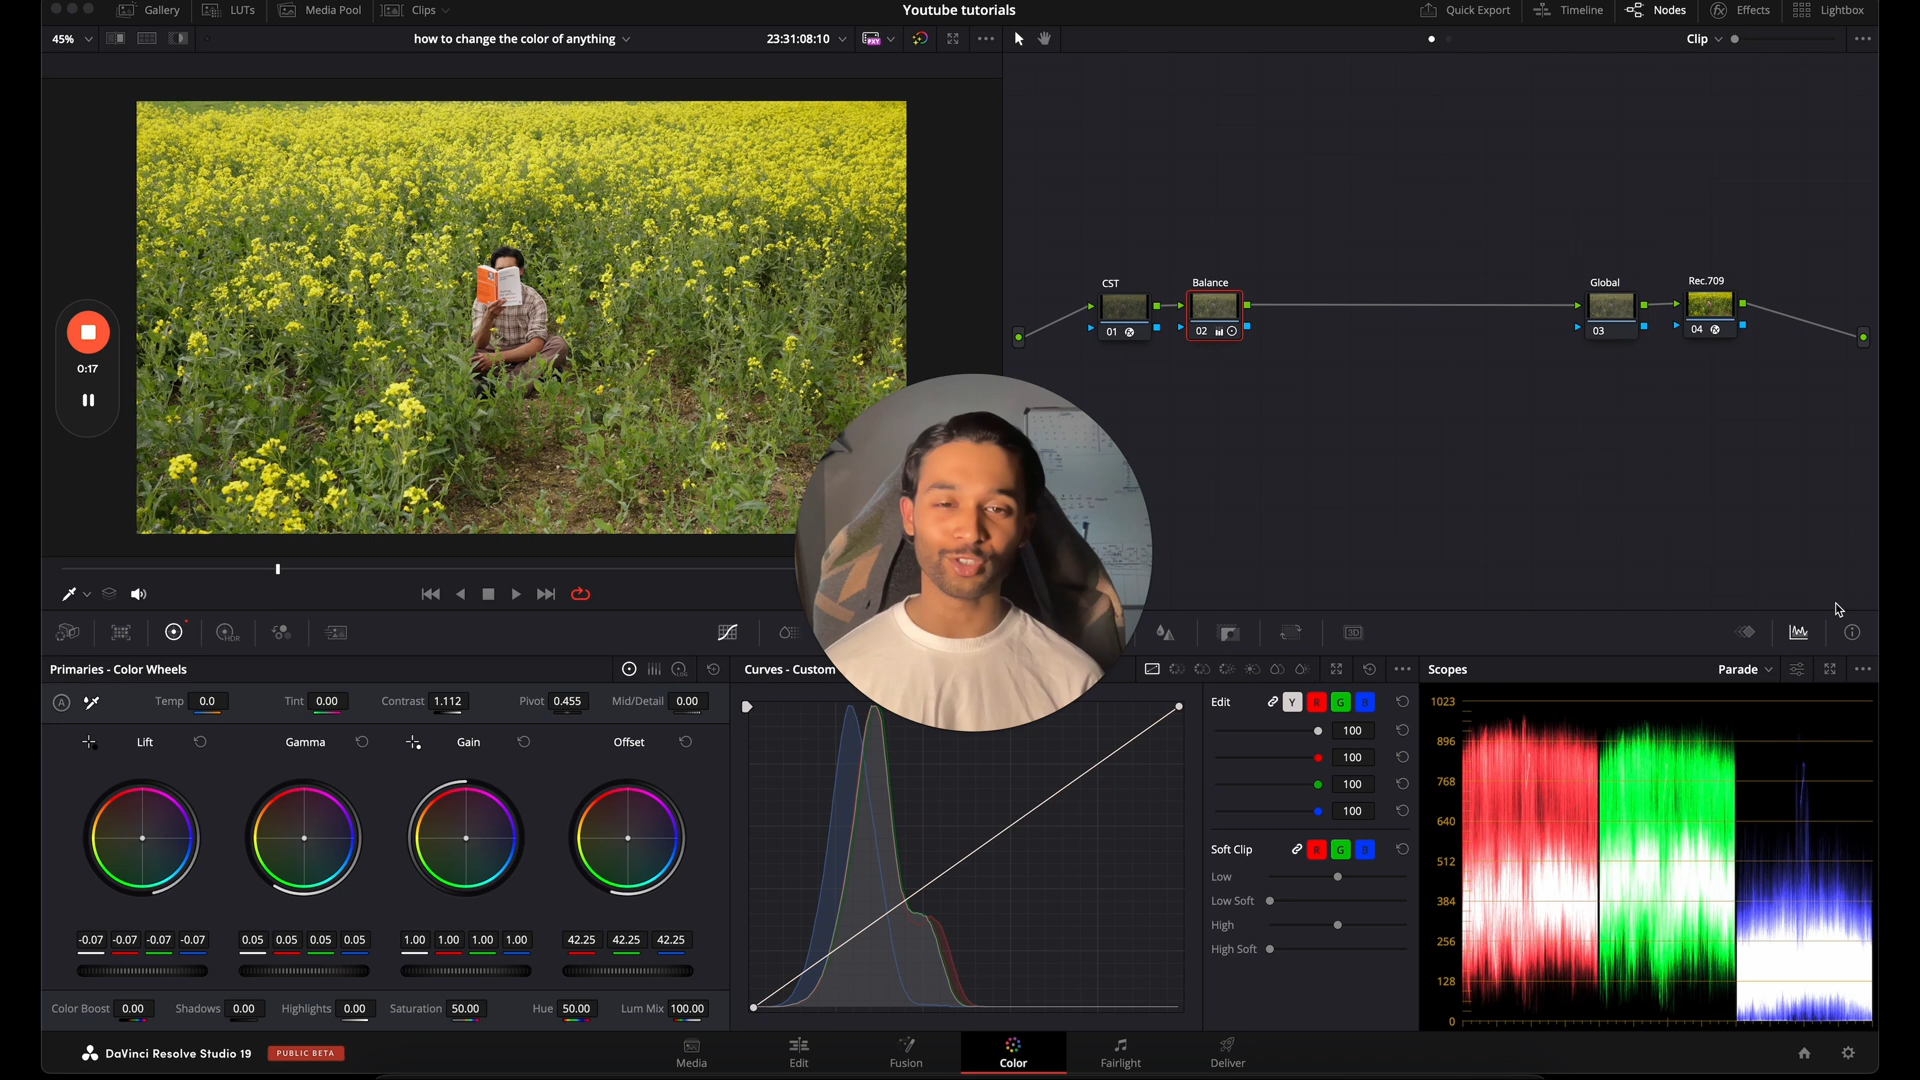 Gallery LUTs Media Pool Clips Youtube tutorials Quick Export Timeline Nodes Effects Lightbox
45% how to change the color of anything 23:31:08:10 PXY Clip
CST Balance Global Rec.709
01 02 03 04
0:17
HDR 3D
Primaries - Color Wheels LOG Curves - Custom Scopes Parade
A Temp 0.0 Tint 0.00 Contrast 1.112 Pivot 0.455 Mid/Detail 0.00 Edit Y R G B
Lift Gamma Gain Offset
100
100
100
100
-0.07 -0.07 -0.07 -0.07 0.05 0.05 0.05 0.05 1.00 1.00 1.00 1.00 42.25 42.25 42.25
Color Boost 0.00 Shadows 0.00 Highlights 0.00 Saturation 50.00 Hue 50.00 Lum Mix 100.00
Soft Clip R G B
Low
Low Soft
High
High Soft
1023
896
768
640
512
384
256
128
0
DaVinci Resolve Studio 19 PUBLIC BETA
Media Edit Fusion Color Fairlight Deliver